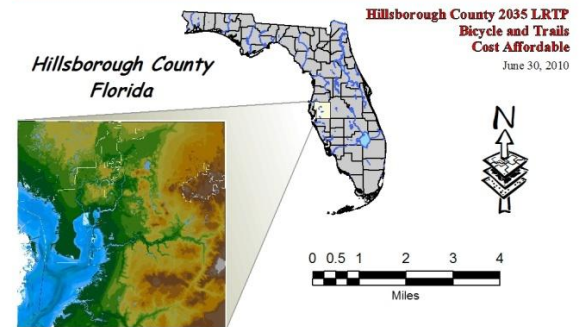 Hillsborough County 2035 LRTP
Bicycle and Trails
Cost Affordable
June 30, 2010
Hillsborough County
Florida
N
0 0.5 1 2 3 4
Miles